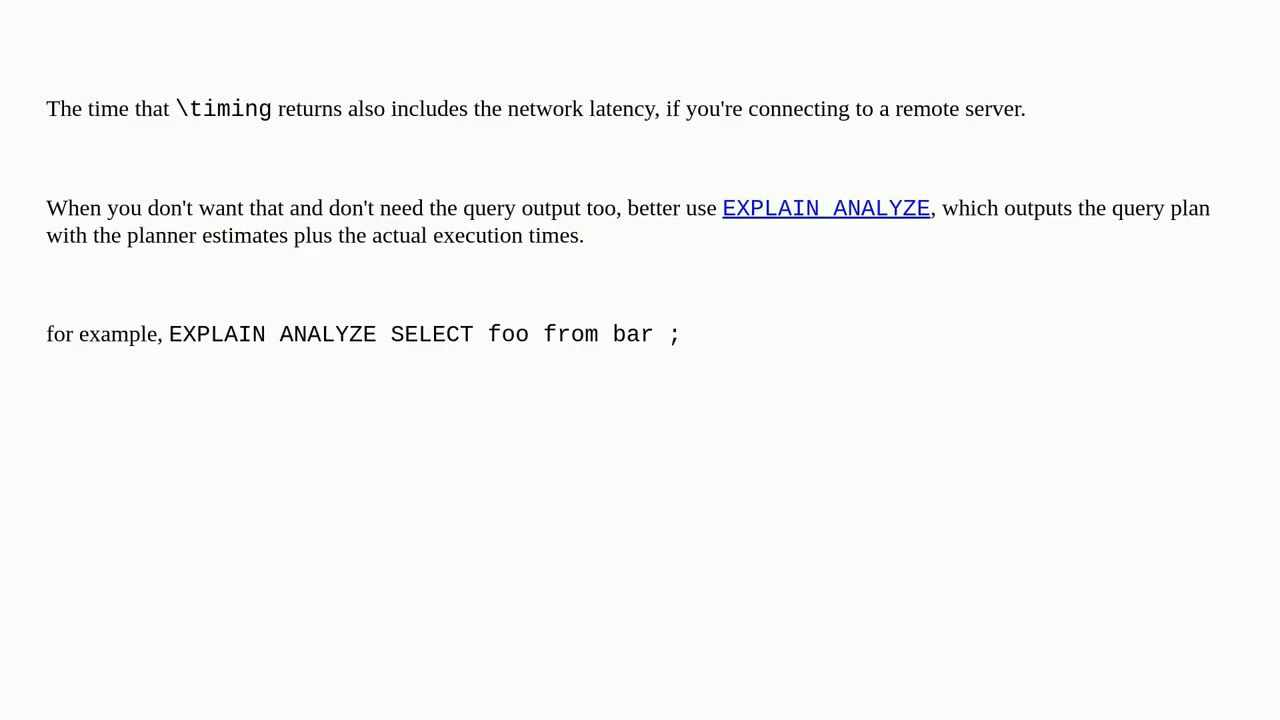 The time that \timing returns also includes the network latency, if you're connecting to a remote server.
When you don't want that and don't need the query output too, better use EXPLAIN ANALYZE, which outputs the query plan
with the planner estimates plus the actual execution times.
for example, EXPLAIN ANALYZE SELECT foo from bar ;